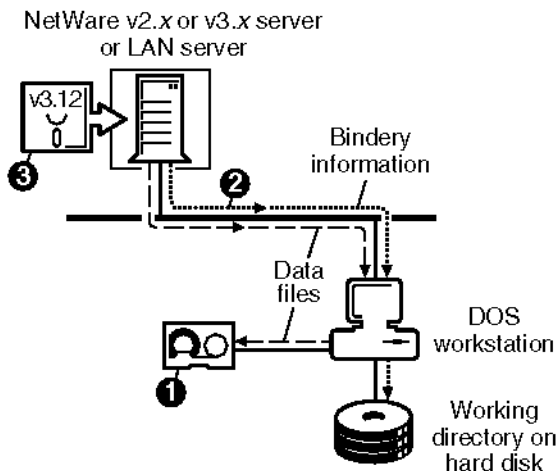 NetWare v2.x or v3.x server
or LAN server
v3.12
3
Bindery
information
2
Data
files
DOS
workstation
1
Working
directory on
hard disk